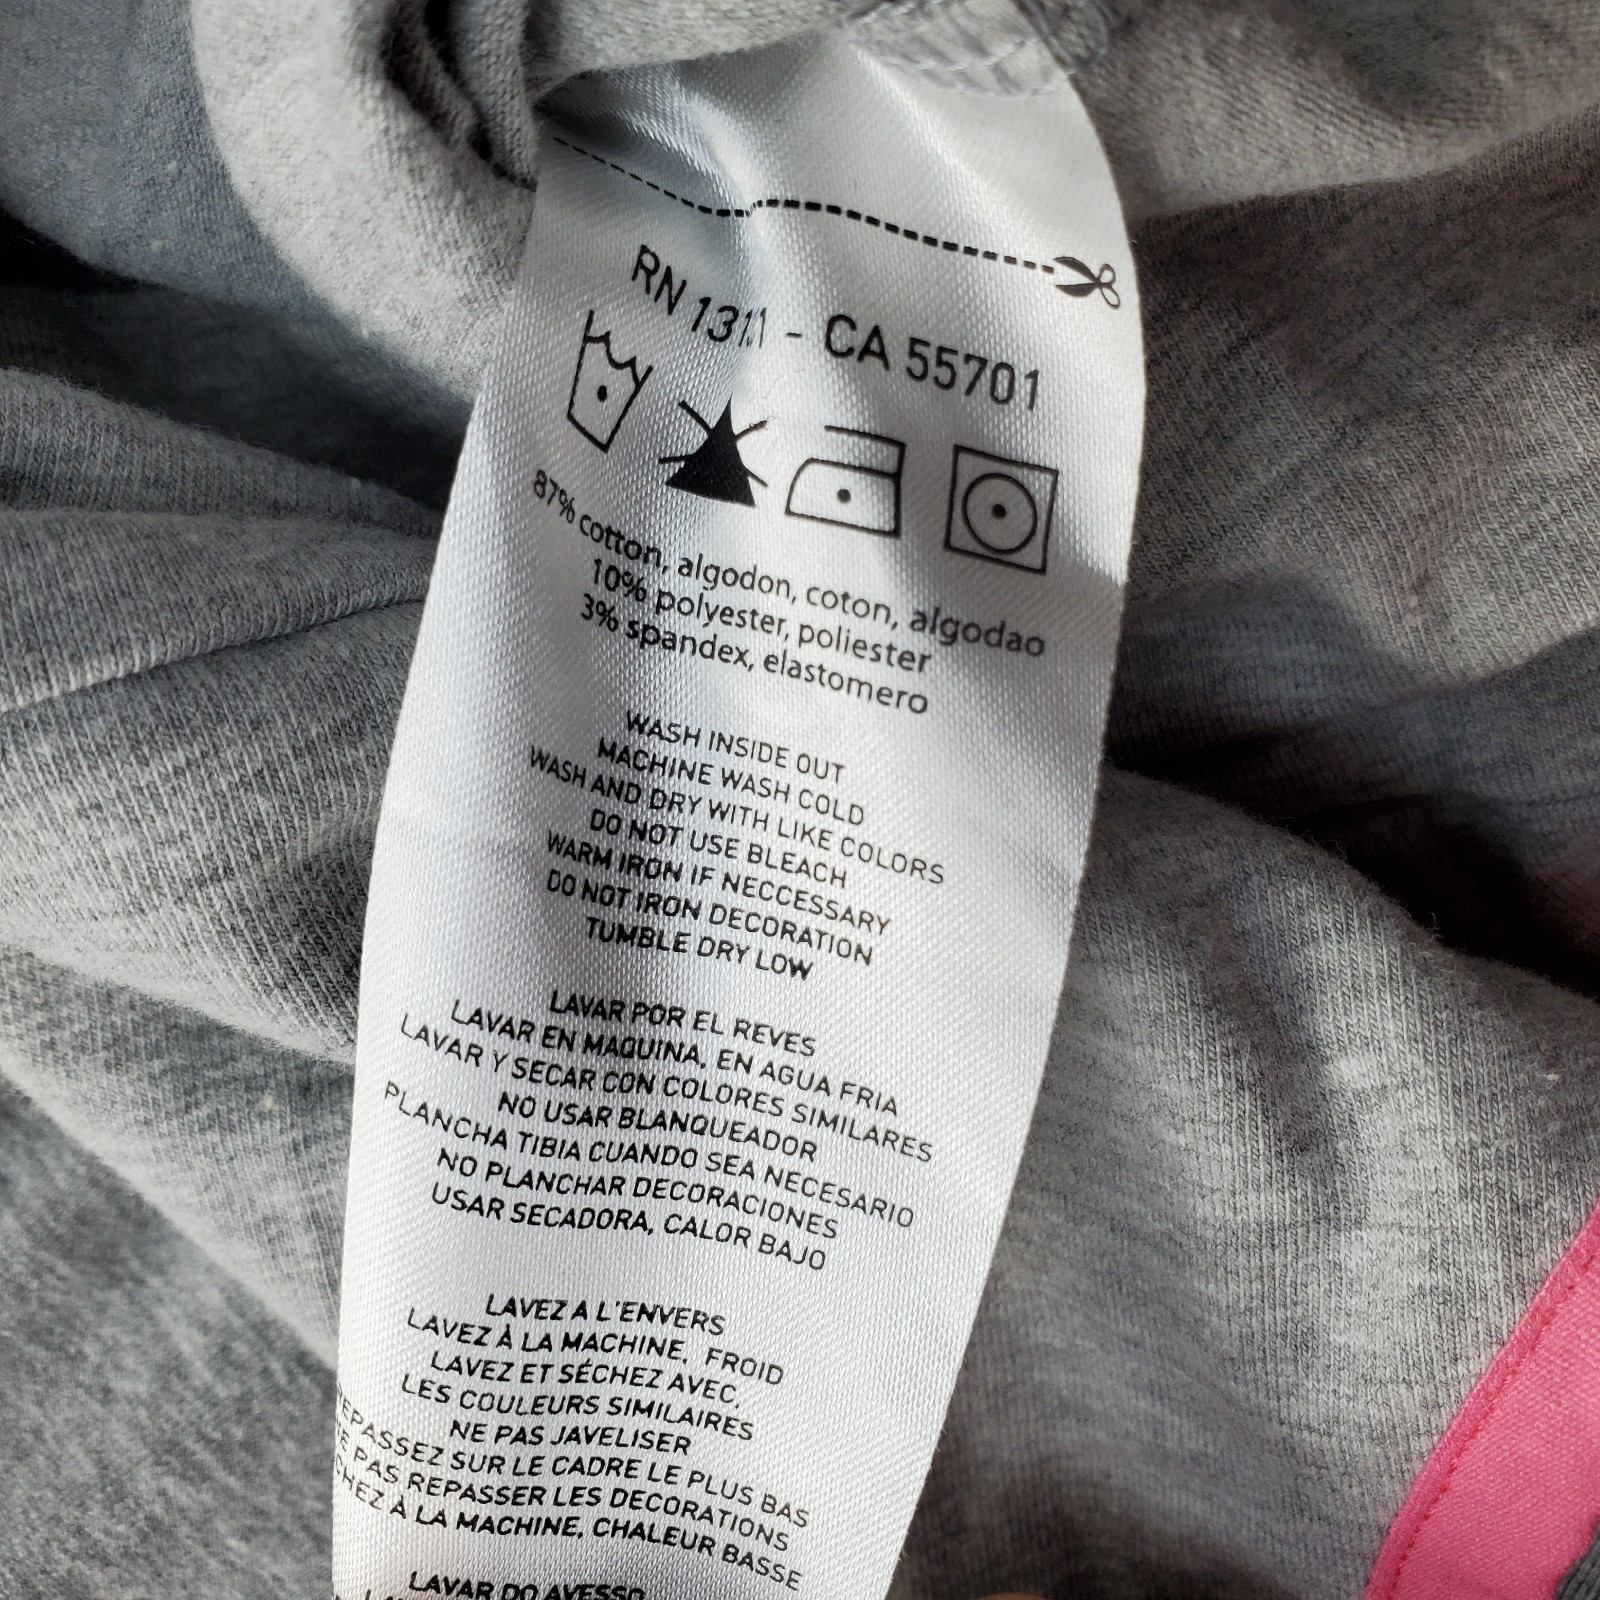 RN 1311 - CA 55701
87% cotton, algodon, coton, algodao
10% polyester, poliester
3% spandex, elastomero
WASH INSIDE OUT
MACHINE WASH COLD
WASH AND DRY WITH LIKE COLORS
DO NOT USE BLEACH
WARM IRON IF NECCESSARY
DO NOT IRON DECORATION
TUMBLE DRY LOW
LAVAR POR EL REVES
LAVAR EN MAQUINA, EN AGUA FRIA
LAVAR Y SECAR CON COLORES SIMILARES
NO USAR BLANQUEADOR
PLANCHA TIBIA CUANDO SEA NECESARIO
NO PLANCHAR DECORACIONES
USAR SECADORA, CALOR BAJO
LAVEZ A L'ENVERS
LAVEZ À LA MACHINE, FROID
LAVEZ ET SÉCHEZ AVEC,
LES COULEURS SIMILAIRES
NE PAS JAVELISER
EPASSEZ SUR LE CADRE LE PLUS BAS
E PAS REPASSER LES DECORATIONS
CHEZ À LA MACHINE, CHALEUR BASSE
LAVAR DO AVESSO